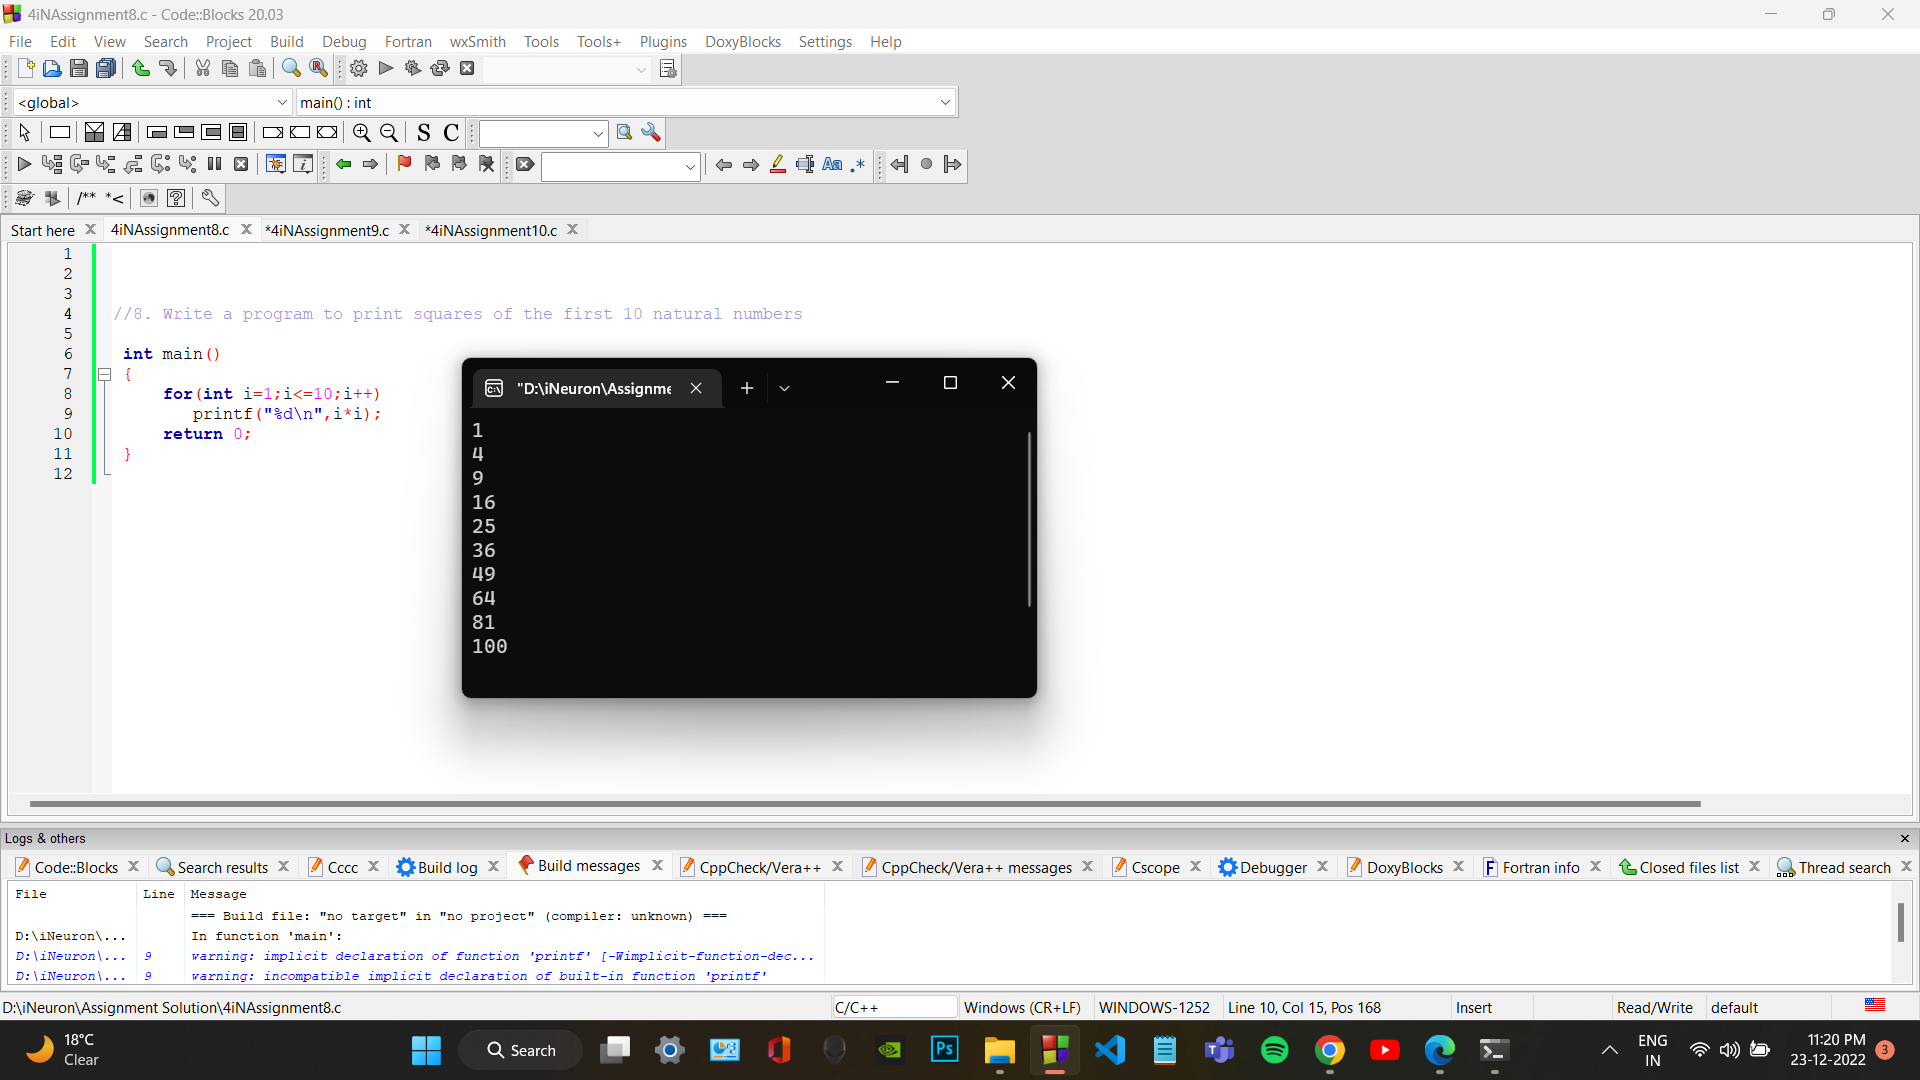 4iNAssignment8.c - Code::Blocks 20.03
File Edit View Search Project Build Debug Fortran wxSmith Tools Tools+ Plugins DoxyBlocks Settings Help
<global> main() : int
S C
Aa .*
/** *<
Start here 4iNAssignment8.c *4iNAssignment9.c *4iNAssignment10.c
1
2
3
4 //8. Write a program to print squares of the first 10 natural numbers
5
6 int main()
7 {
8 for(int i=1;i<=10;i++)
9 printf("%d\n",i*i);
10 return 0;
11 }
12
"D:\iNeuron\Assignme
1
4
9
16
25
36
49
64
81
100
Logs & others
Code::Blocks Search results Cccc Build log Build messages CppCheck/Vera++ CppCheck/Vera++ messages Cscope Debugger DoxyBlocks Fortran info Closed files list Thread search
File Line Message
=== Build file: "no target" in "no project" (compiler: unknown) ===
D:\iNeuron\... In function 'main':
D:\iNeuron\... 9 warning: implicit declaration of function 'printf' [-Wimplicit-function-dec...
D:\iNeuron\... 9 warning: incompatible implicit declaration of built-in function 'printf'
D:\iNeuron\Assignment Solution\4iNAssignment8.c C/C++ Windows (CR+LF) WINDOWS-1252 Line 10, Col 15, Pos 168 Insert Read/Write default
18°C
Clear
Search
Ps
ENG
IN
11:20 PM
23-12-2022
3